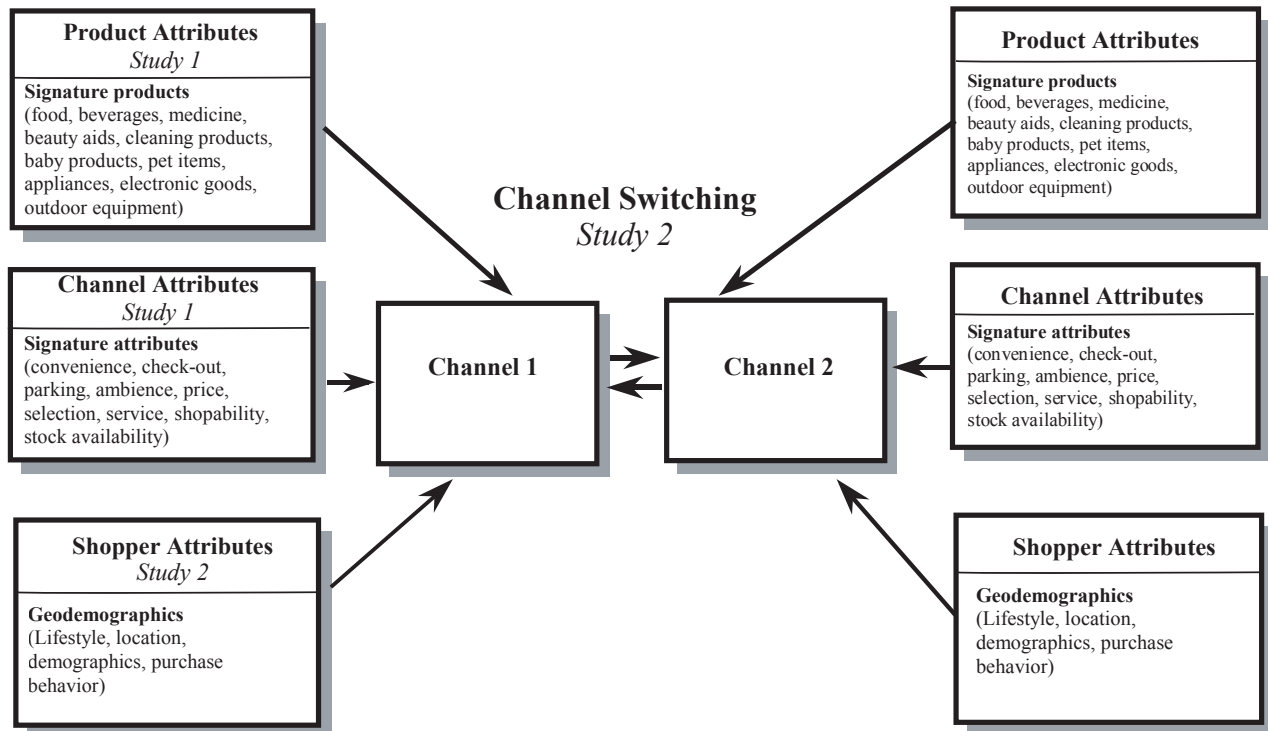 Product Attributes
Study 1
Signature products
(food, beverages, medicine,
beauty aids, cleaning products,
baby products, pet items,
appliances, electronic goods,
outdoor equipment)
Channel Attributes
Study 1
Signature attributes
(convenience, check-out,
parking, ambience, price,
selection, service, shopability,
stock availability)
Shopper Attributes
Study 2
Geodemographics
(Lifestyle, location,
demographics, purchase
behavior)
Channel Switching
Study 2
Channel 1
Channel 2
Product Attributes
Signature products
(food, beverages, medicine,
beauty aids, cleaning products,
baby products, pet items,
appliances, electronic goods,
outdoor equipment)
Channel Attributes
Signature attributes
(convenience, check-out,
parking, ambience, price,
selection, service, shopability,
stock availability)
Shopper Attributes
Geodemographics
(Lifestyle, location,
demographics, purchase
behavior)